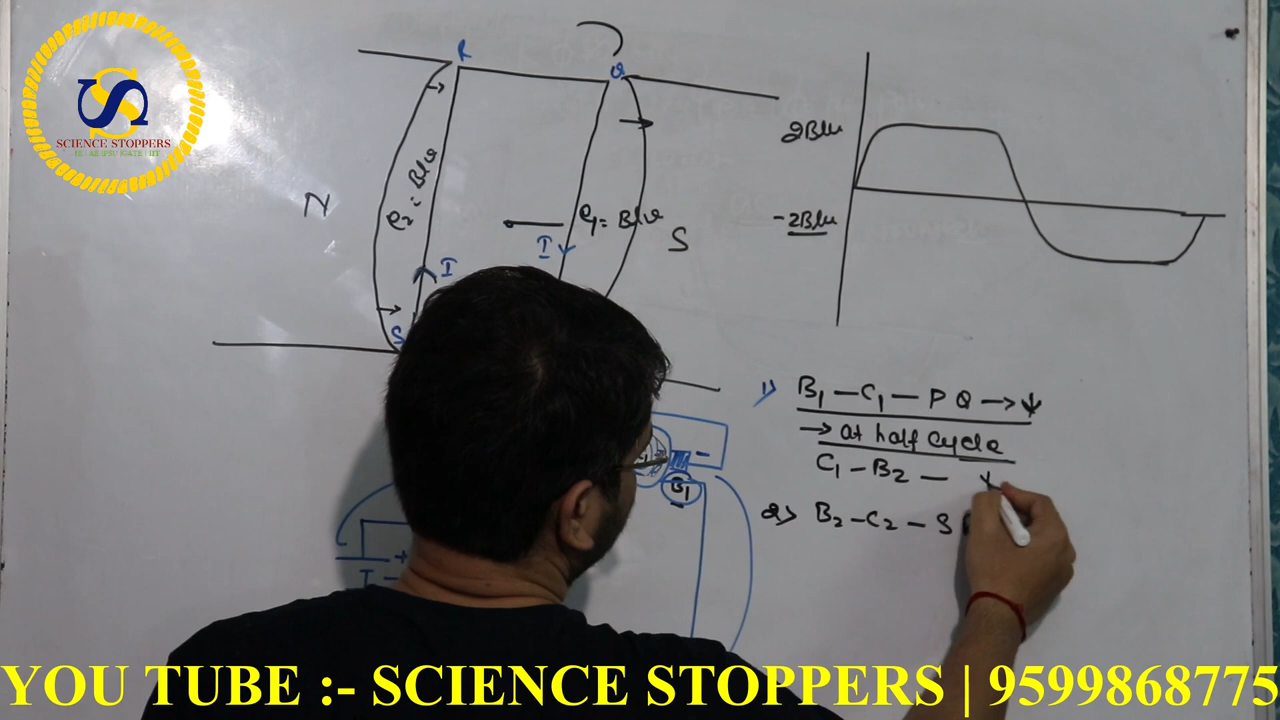 SCIENCE STOPPERS
R
Q
N
e2 = Blv
e1 = Blv
I
I
S
S
2Blv
-2Blv
1) B1 — C1 — P Q → ↓
→ at half cycle
C1 — B2 —
2) B2 — C2 — S
-
B1
+
I -
YOU TUBE :- SCIENCE STOPPERS | 9599868775